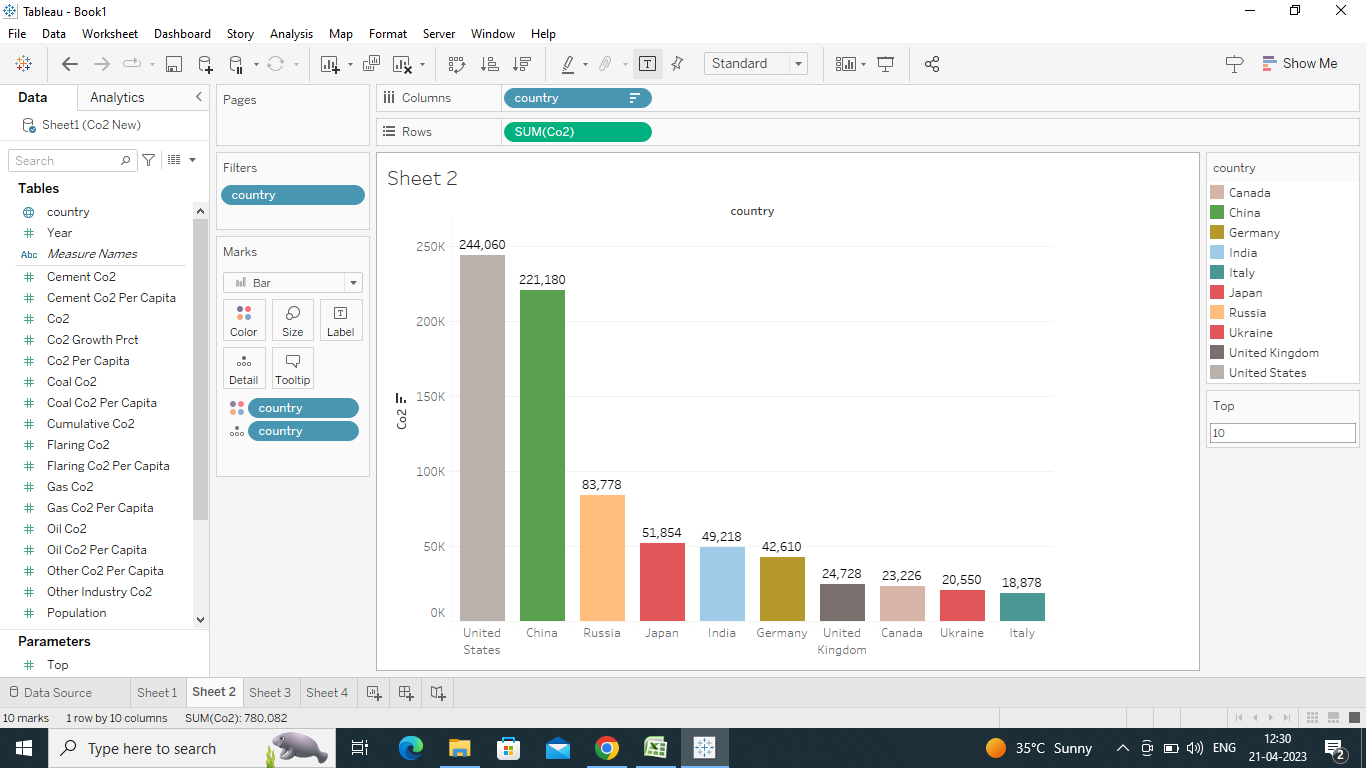 Tableau - Book1
File Data Worksheet Dashboard Story Analysis Map Format Server Window Help
Standard
Show Me
Data Analytics
Sheet1 (Co2 New)
Search
Tables
country
Year
Abc Measure Names
Cement Co2
Cement Co2 Per Capita
Co2
Co2 Growth Prct
Co2 Per Capita
Coal Co2
Coal Co2 Per Capita
Cumulative Co2
Flaring Co2
Flaring Co2 Per Capita
Gas Co2
Gas Co2 Per Capita
Oil Co2
Oil Co2 Per Capita
Other Co2 Per Capita
Other Industry Co2
Population
Parameters
Top
Pages
Filters
country
Marks
Bar
Color Size Label
Detail Tooltip
country
country
Columns country
Rows SUM(Co2)
Sheet 2
country
Co2
250K
200K
150K
100K
50K
0K
244,060
221,180
83,778
51,854
49,218
42,610
24,728
23,226
20,550
18,878
United States
China
Russia
Japan
India
Germany
United Kingdom
Canada
Ukraine
Italy
country
Canada
China
Germany
India
Italy
Japan
Russia
Ukraine
United Kingdom
United States
Top
10
Data Source Sheet 1 Sheet 2 Sheet 3 Sheet 4
10 marks 1 row by 10 columns SUM(Co2): 780,082
Type here to search
35°C Sunny
ENG
12:30
21-04-2023
2